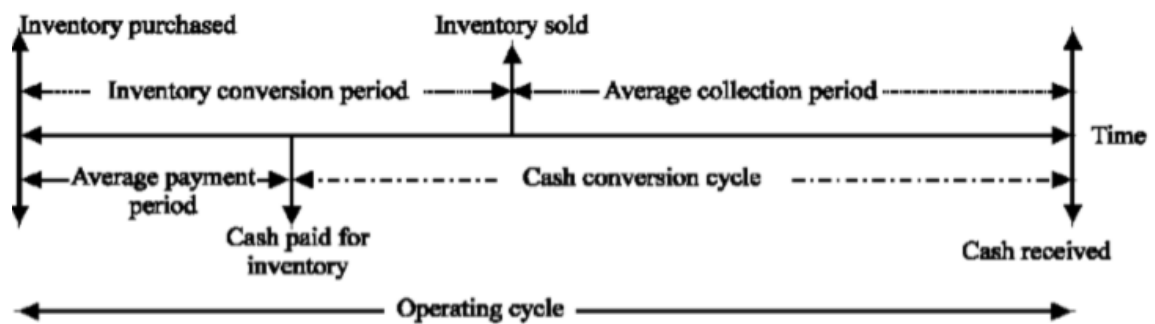 Inventory purchased
Inventory sold
Inventory conversion period
Average collection period
Time
Average payment
period
Cash conversion cycle
Cash paid for
inventory
Cash received
Operating cycle